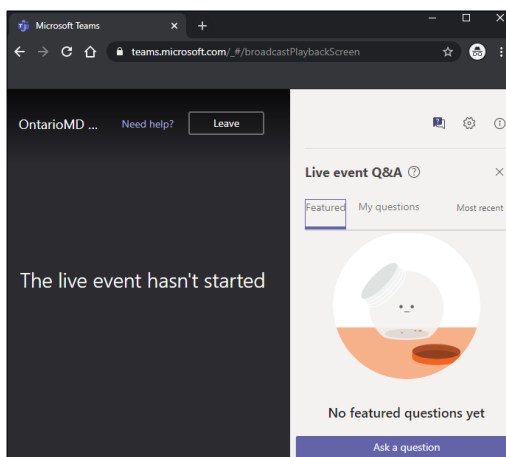 Microsoft Teams
teams.microsoft.com/_#/broadcastPlaybackScreen
OntarioMD ... Need help? Leave
The live event hasn't started
Live event Q&A
Featured My questions Most recent
No featured questions yet
Ask a question